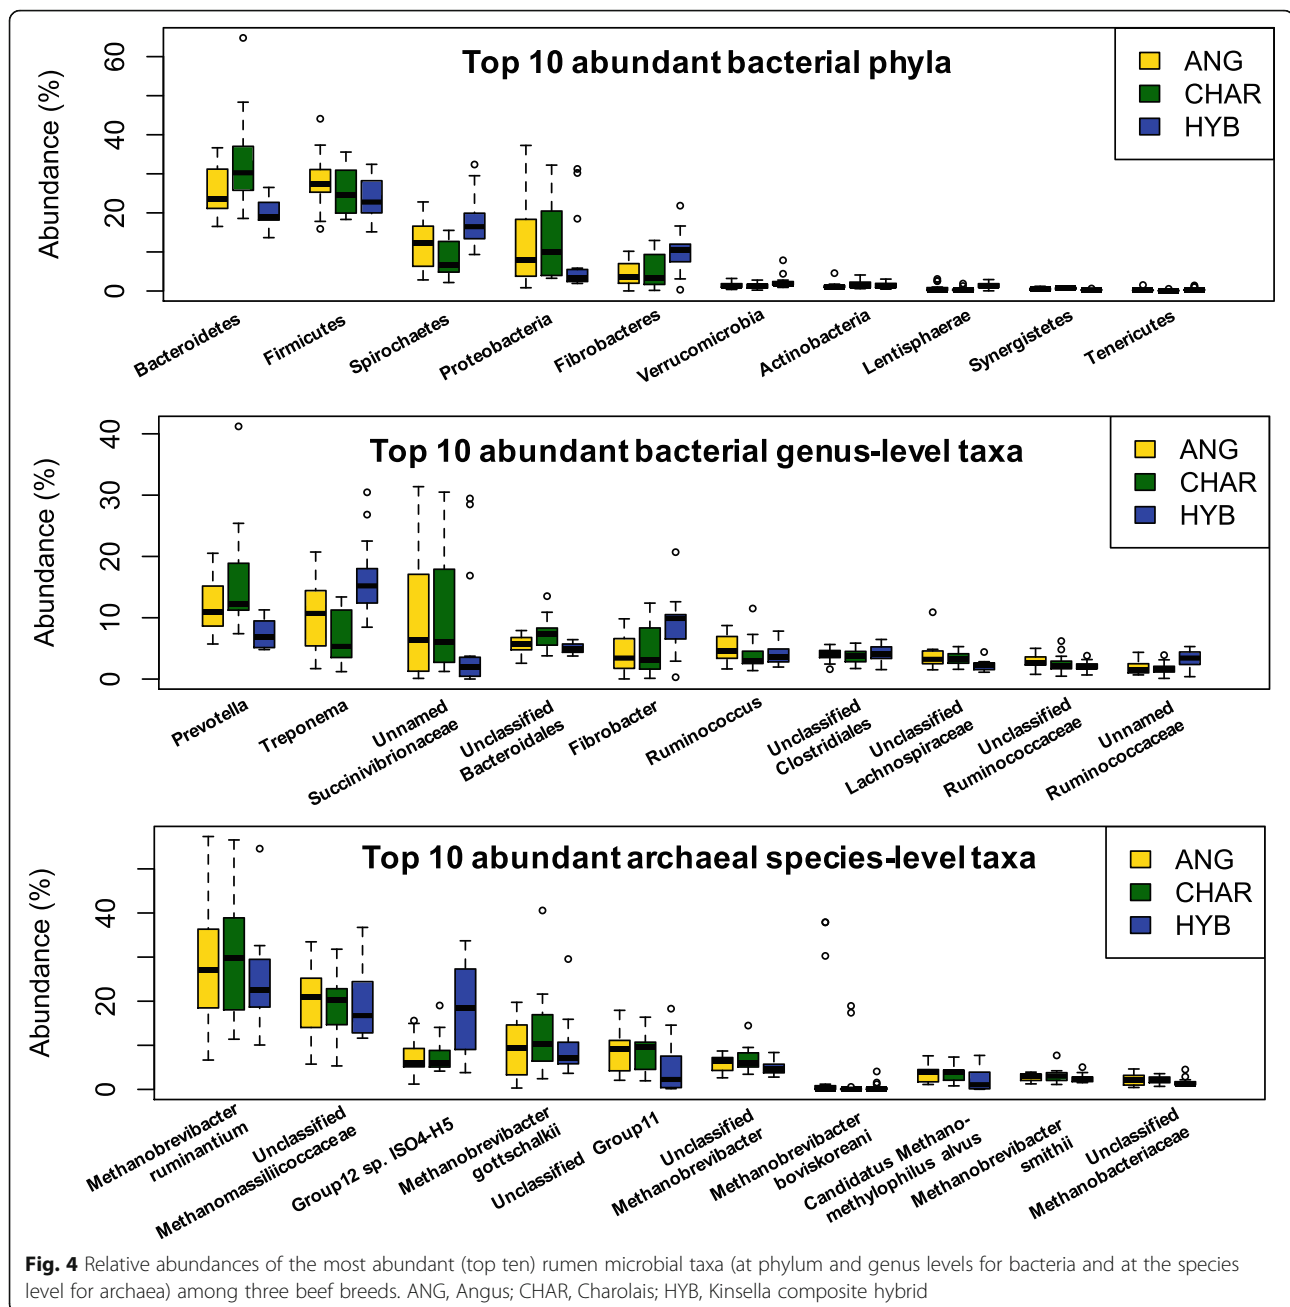 Top 10 abundant bacterial phyla
ANG
CHAR
HYB
Abundance (%)
60
40
20
0
Bacteroidetes
Firmicutes
Spirochaetes
Proteobacteria
Fibrobacteres
Verrucomicrobia
Actinobacteria
Lentisphaerae
Synergistetes
Tenericutes
Top 10 abundant bacterial genus-level taxa
ANG
CHAR
HYB
Abundance (%)
40
30
20
10
0
Prevotella
Treponema
Unnamed
Succinivibrionaceae
Unclassified
Bacteroidales
Fibrobacter
Ruminococcus
Unclassified
Clostridiales
Unclassified
Lachnospiraceae
Unclassified
Ruminococcaceae
Unnamed
Ruminococcaceae
Top 10 abundant archaeal species-level taxa
ANG
CHAR
HYB
Abundance (%)
40
20
0
Methanobrevibacter
ruminantium
Unclassified
Methanomassiliicoccaceae
Group12 sp. ISO4-H5
Methanobrevibacter
gottschalkii
Unclassified Group11
Unclassified
Methanobrevibacter
Methanobrevibacter
boviskoreani
Candidatus Methano-
methylophilus alvus
Methanobrevibacter
smithii
Unclassified
Methanobacteriaceae
Fig. 4 Relative abundances of the most abundant (top ten) rumen microbial taxa (at phylum and genus levels for bacteria and at the species
level for archaea) among three beef breeds. ANG, Angus; CHAR, Charolais; HYB, Kinsella composite hybrid